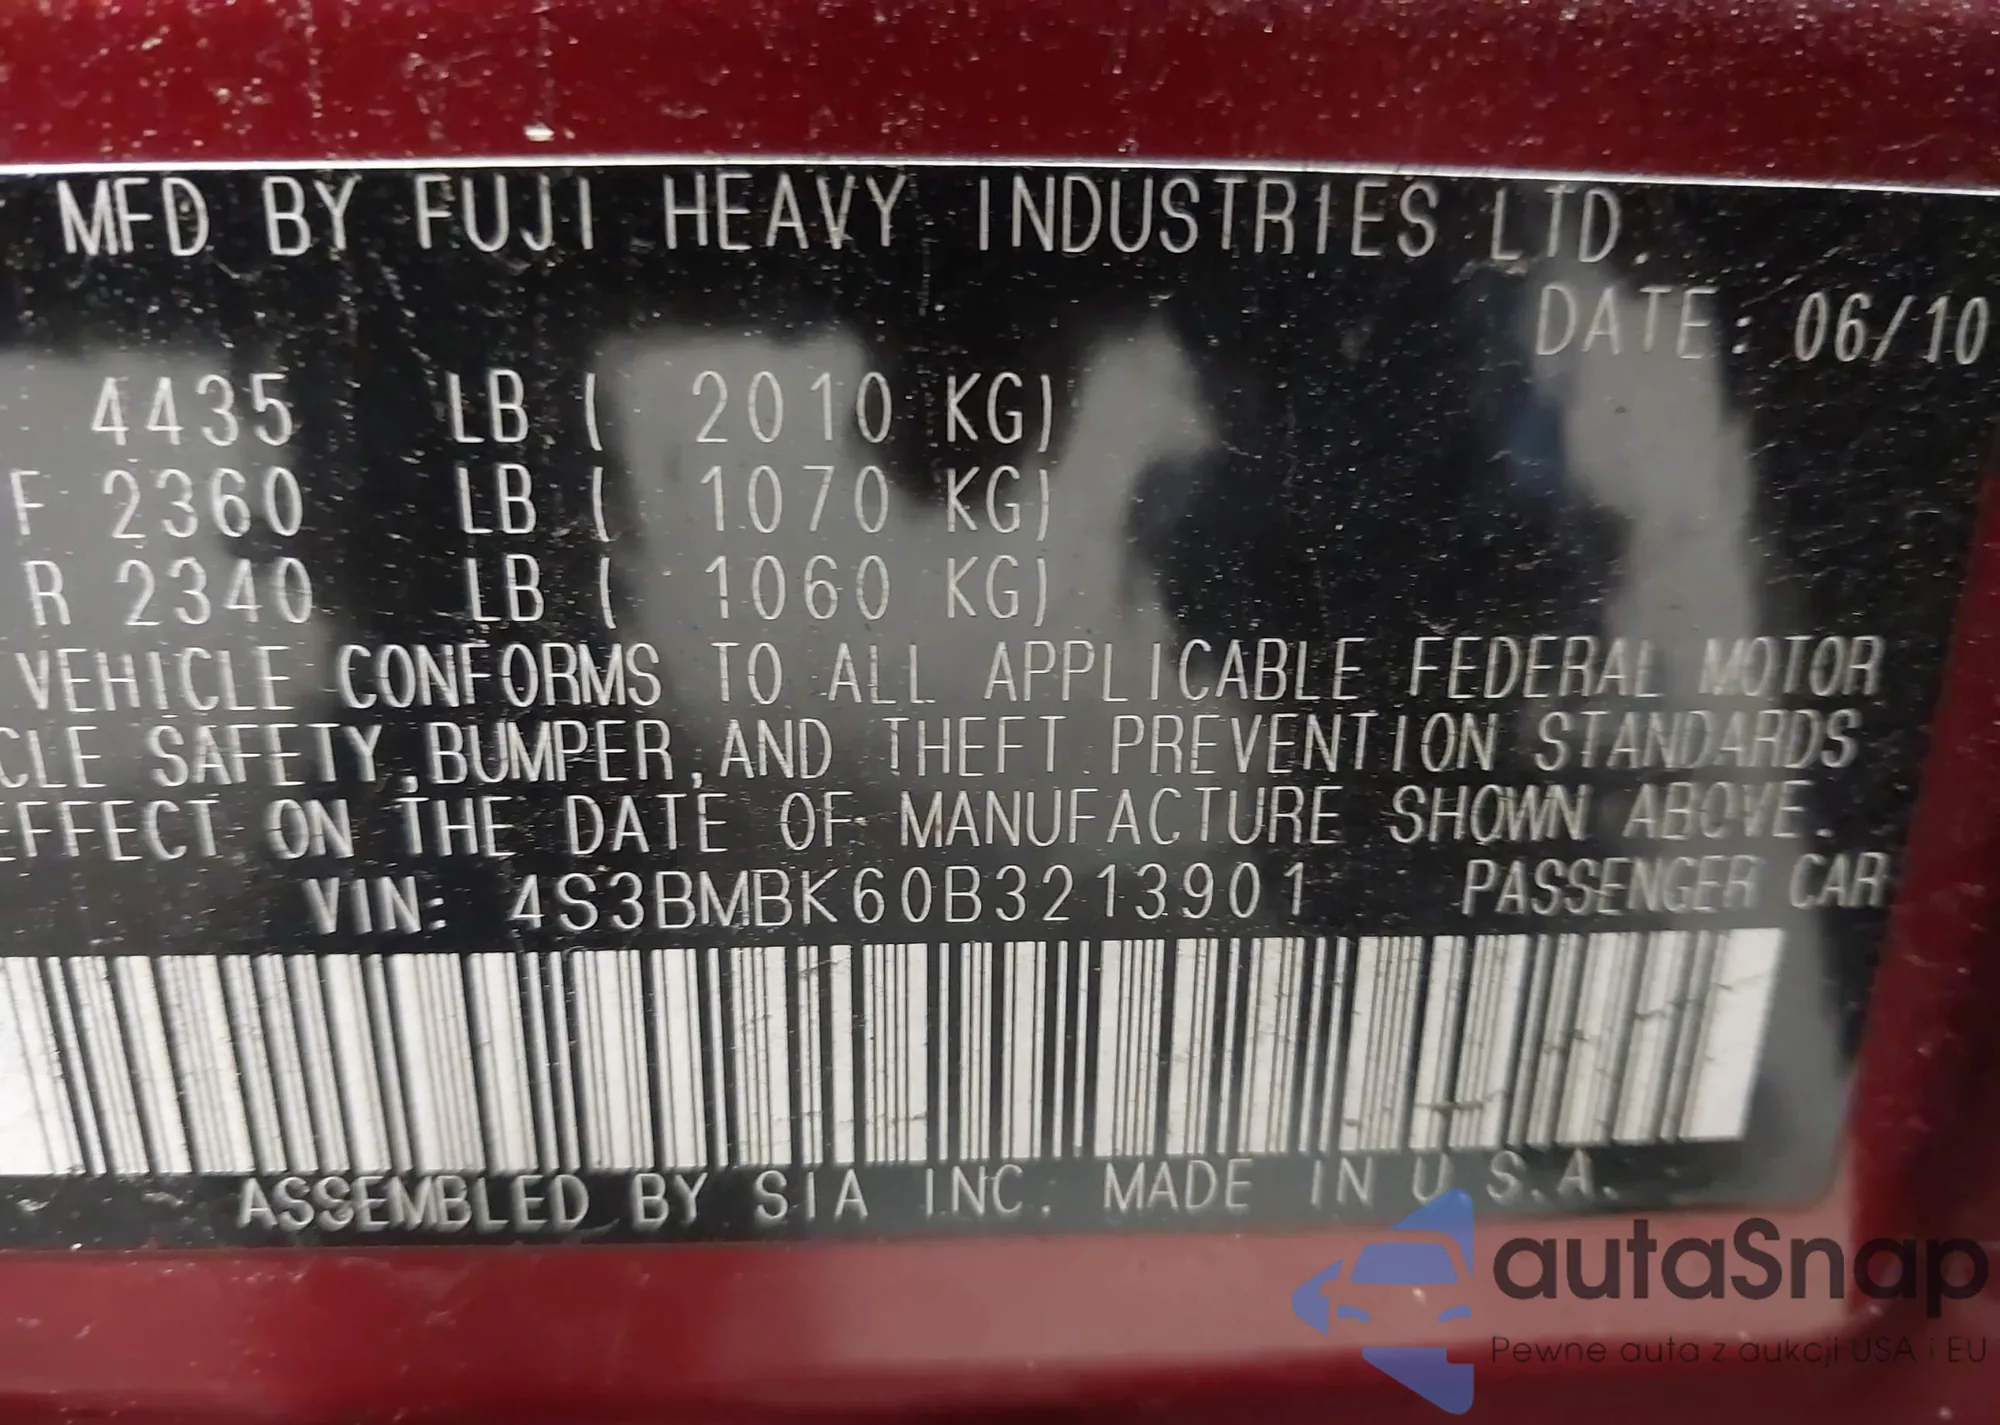 MFD BY FUJI HEAVY INDUSTRIES LTD.
DATE: 06/10
4435 LB ( 2010 KG)
F 2360 LB ( 1070 KG)
R 2340 LB ( 1060 KG)
VEHICLE CONFORMS TO ALL APPLICABLE FEDERAL MOTOR
CLE SAFETY,BUMPER,AND THEFT PREVENTION STANDARDS
EFFECT ON THE DATE OF MANUFACTURE SHOWN ABOVE.
VIN: 4S3BMBK60B3213901 PASSENGER CAR
ASSEMBLED BY SIA INC. MADE IN U.S.A.
autaSnap
Pewne auta z aukcji USA i EU